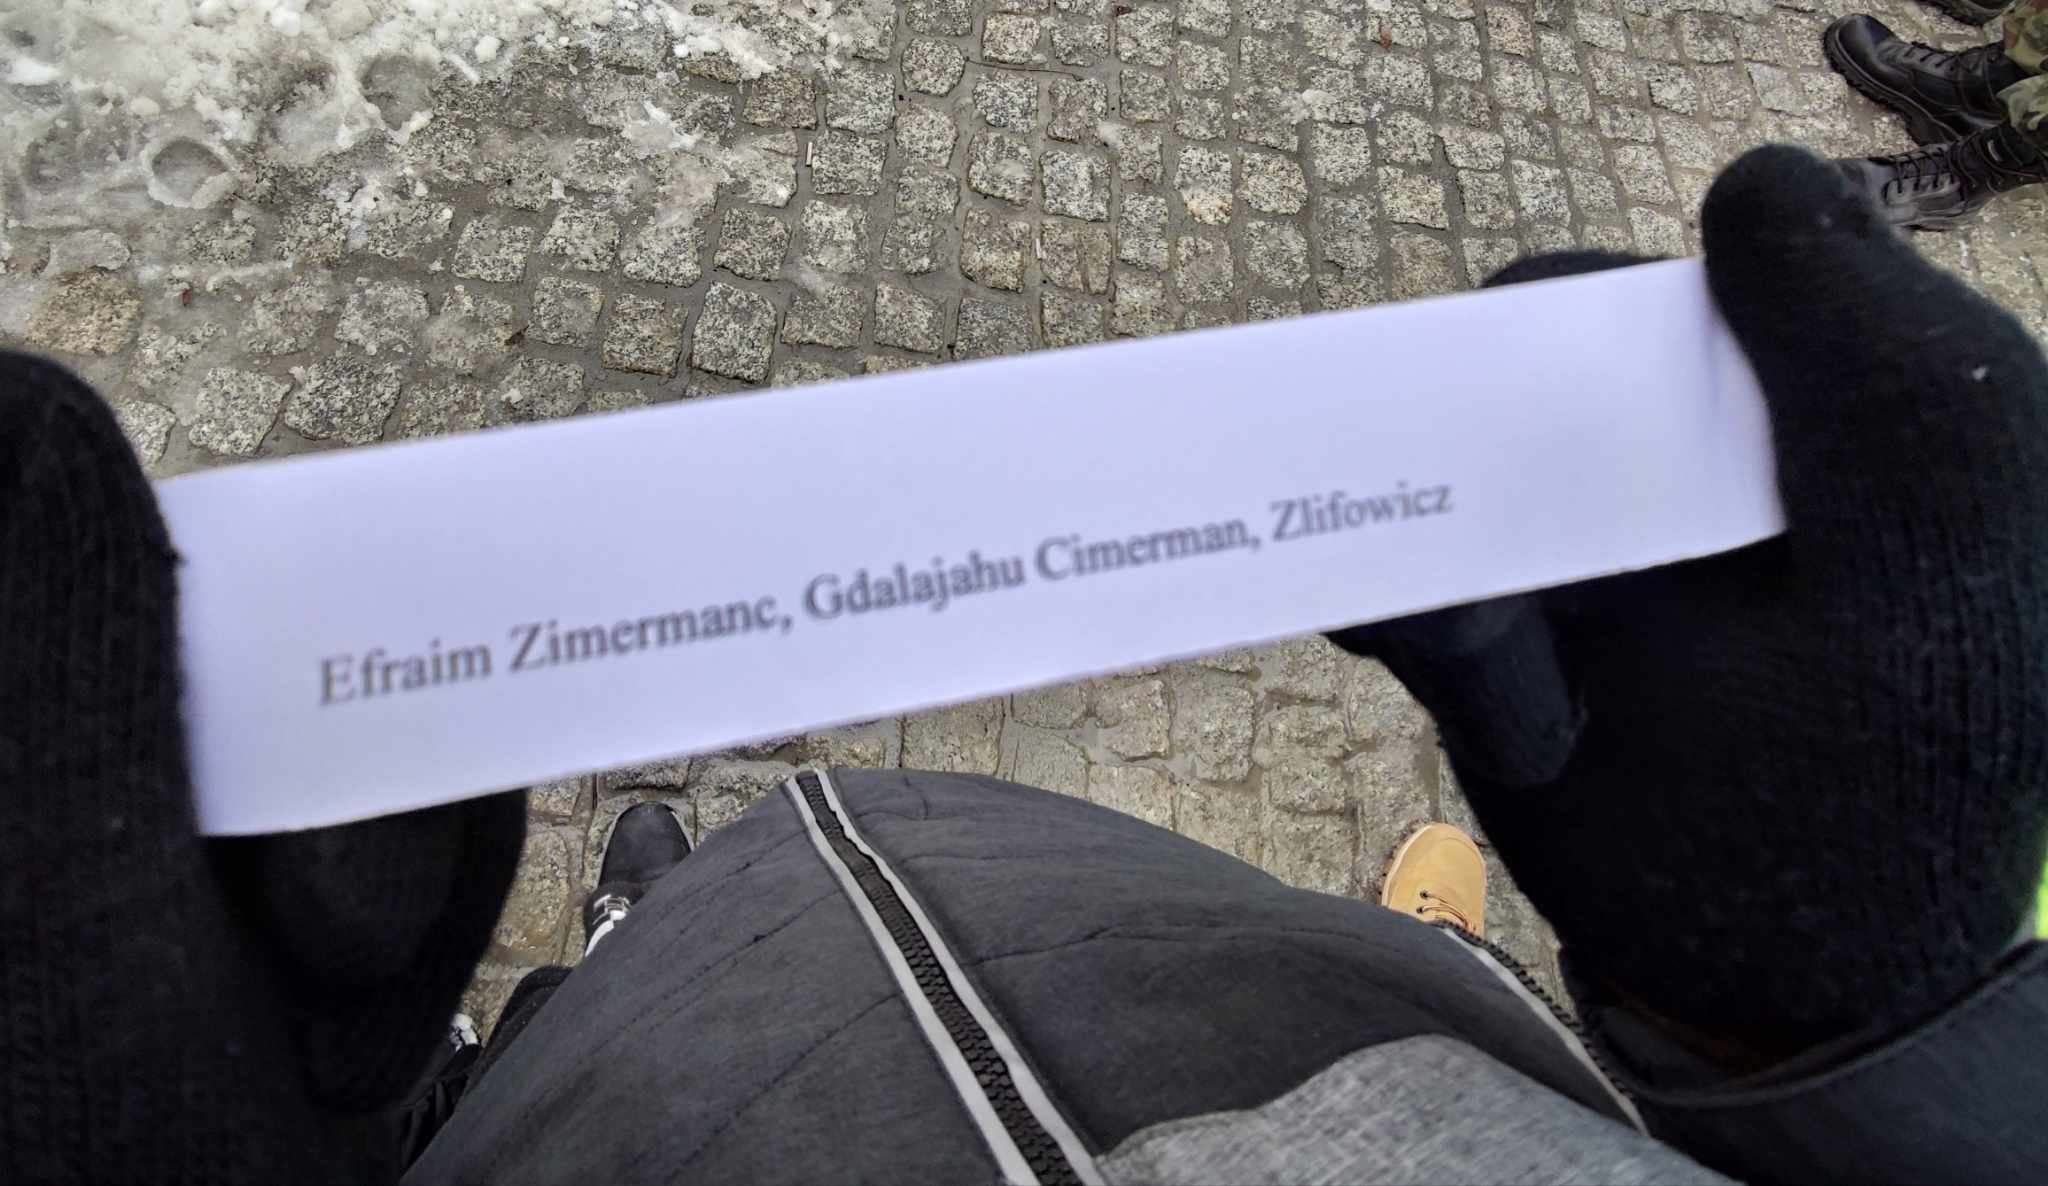 Efraim Zimermanc, Gdalajahu Cimerman, Zlifowicz